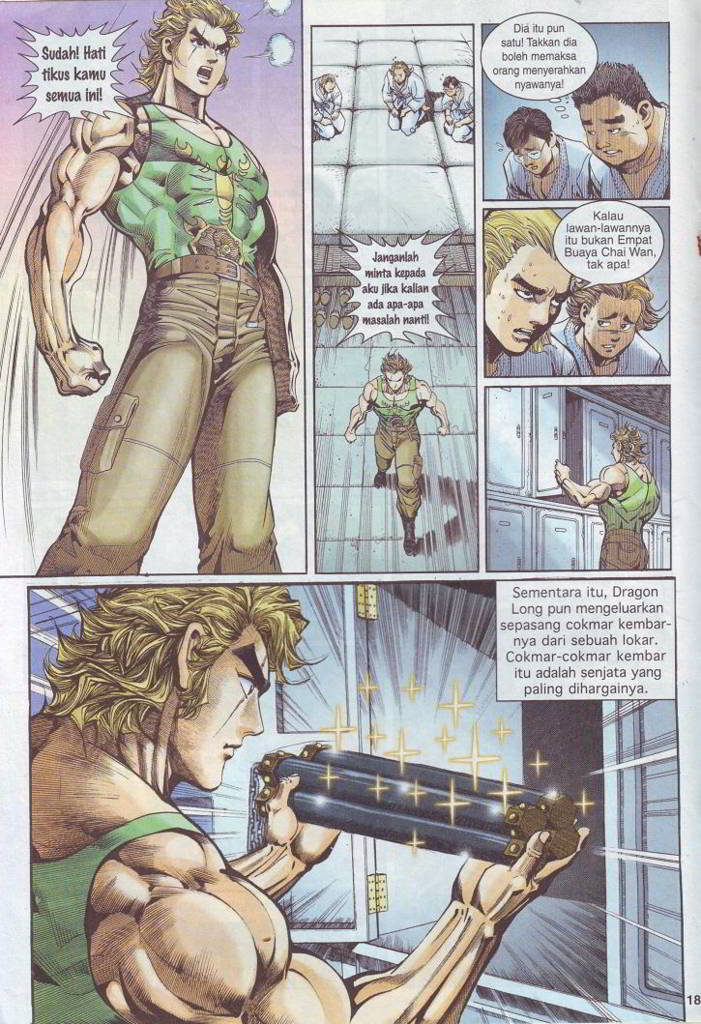 Sudah! Hati
tikus kamu
semua ini!
Janganlah
minta kepada
aku jika kalian
ada apa-apa
masalah nanti!
Dia itu pun
satu! Takkan dia
boleh memaksa
orang menyerahkan
nyawanya!
Kalau
lawan-lawannya
itu bukan Empat
Buaya Chai Wan,
tak apa!
Sementara itu, Dragon
Long pun mengeluarkan
sepasang cokmar kembar-
nya dari sebuah lokar.
Cokmar-cokmar kembar
itu adalah senjata yang
paling dihargainya.
18